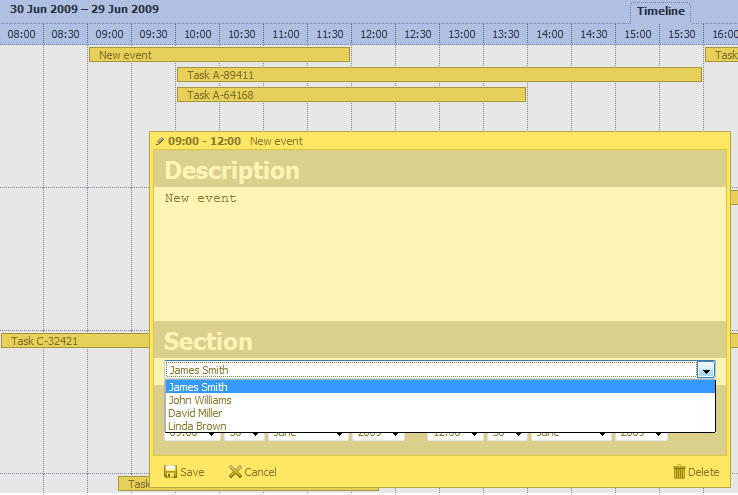 30 Jun 2009 – 29 Jun 2009 Timeline
08:00 08:30 09:00 09:30 10:00 10:30 11:00 11:30 12:00 12:30 13:00 13:30 14:00 14:30 15:00 15:30 16:00
New event Task
Task A-89411
Task A-64168
09:00 - 12:00 New event
Description
New event
Section
Task C-32421
James Smith
James Smith
John Williams
David Miller
Linda Brown
09:00 30 June 2009 12:00 30 June 2009
Save Cancel Delete
Task